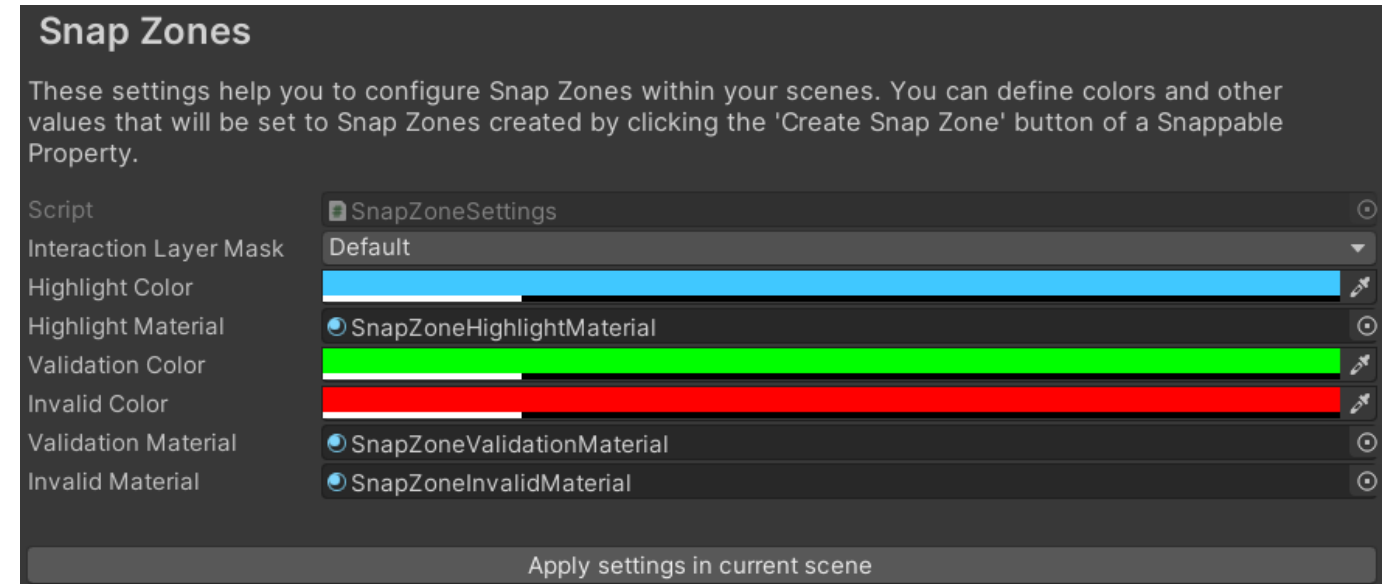 Snap Zones
These settings help you to configure Snap Zones within your scenes. You can define colors and other
values that will be set to Snap Zones created by clicking the 'Create Snap Zone' button of a Snappable
Property.
Script SnapZoneSettings
Interaction Layer Mask Default
Highlight Color
Highlight Material SnapZoneHighlightMaterial
Validation Color
Invalid Color
Validation Material SnapZoneValidationMaterial
Invalid Material SnapZoneInvalidMaterial
Apply settings in current scene